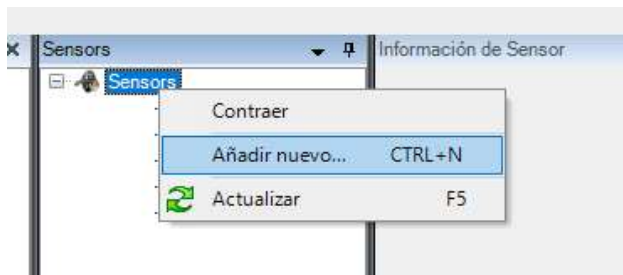 Sensors
Información de Sensor
Sensors
Contraer
Añadir nuevo... CTRL+N
Actualizar F5